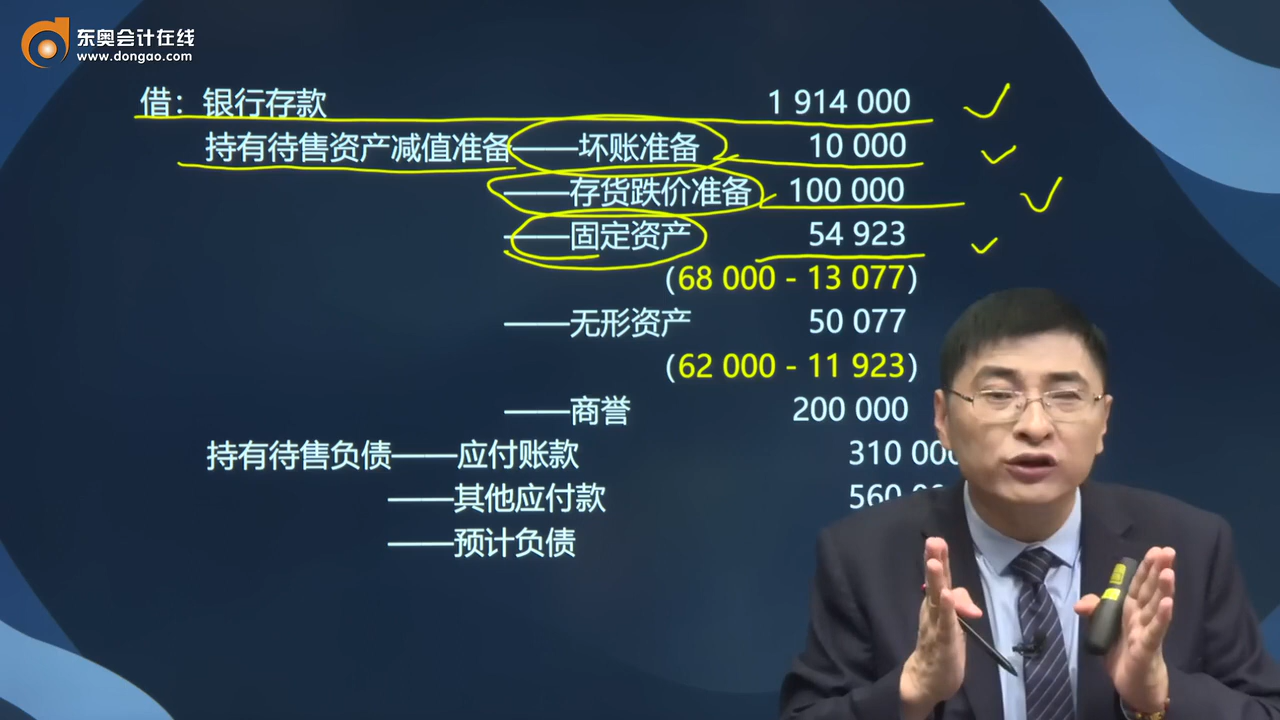 东奥会计在线
www.dongao.com
借：银行存款 1 914 000
持有待售资产减值准备——坏账准备 10 000
——存货跌价准备 100 000
——固定资产 54 923
(68 000 - 13 077)
——无形资产 50 077
(62 000 - 11 923)
——商誉 200 000
持有待售负债——应付账款 310 00
——其他应付款 560
——预计负债